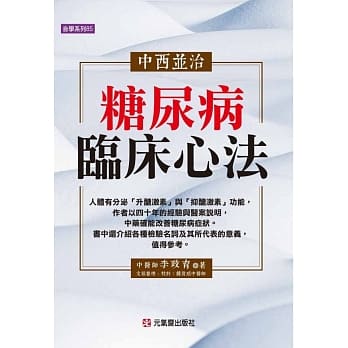 自學系列85
中西並治
糖尿病
臨床心法
人體有分泌「升醣激素」與「抑醣激素」功能，
作者以四十年的經驗與醫案說明，
中藥確能改善糖尿病症狀。
書中還介紹各種檢驗名詞及其所代表的意義，
值得參考。
中醫師 李政育 著
元氣齋出版社